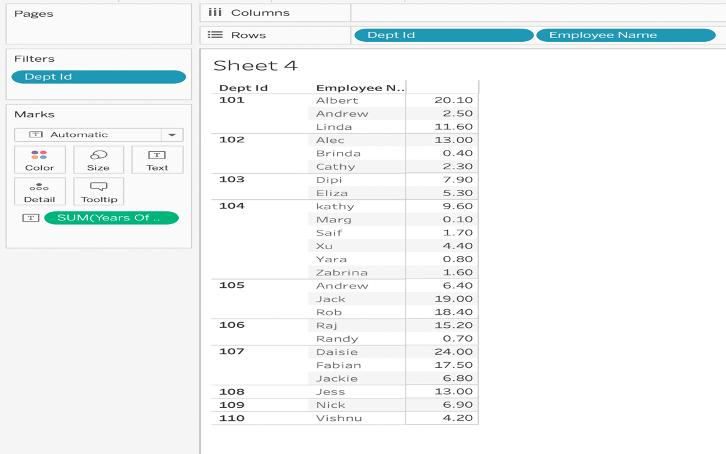 Pages
Columns
Rows Dept Id Employee Name
Filters
Dept Id
Marks
T Automatic
Color Size Text
Detail Tooltip
T SUM(Years Of ..
Sheet 4
Dept Id Employee N..
101 Albert 20.10
Andrew 2.50
Linda 11.60
102 Alec 13.00
Brinda 0.40
Cathy 2.30
103 Dipi 7.90
Eliza 5.30
104 kathy 9.60
Marg 0.10
Saif 1.70
Xu 4.40
Yara 0.80
Zabrina 1.60
105 Andrew 6.40
Jack 19.00
Rob 18.40
106 Raj 15.20
Randy 0.70
107 Daisie 24.00
Fabian 17.50
Jackie 6.80
108 Jess 13.00
109 Nick 6.90
110 Vishnu 4.20